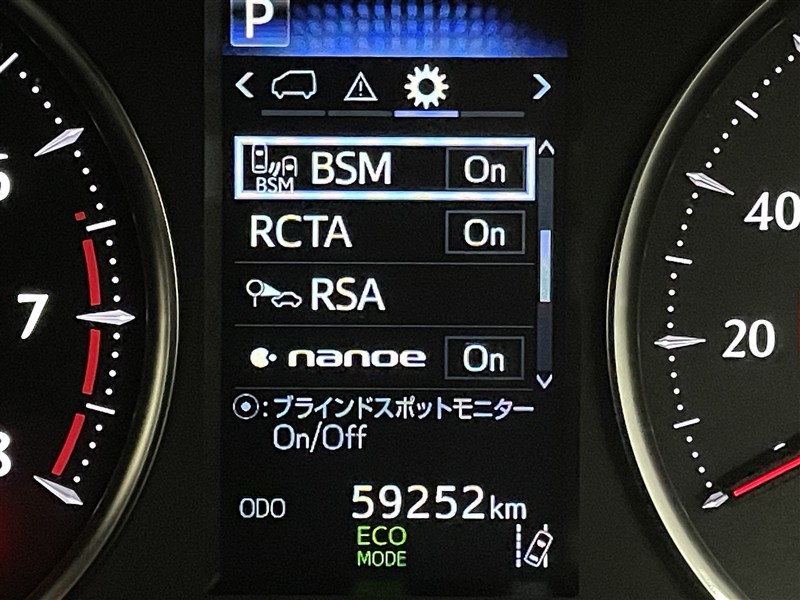 P
BSM BSM On
RCTA On
RSA
nanoe On
⦿:ブラインドスポットモニター
On/Off
ODO 59252km
ECO
MODE
6
7
8
40
20